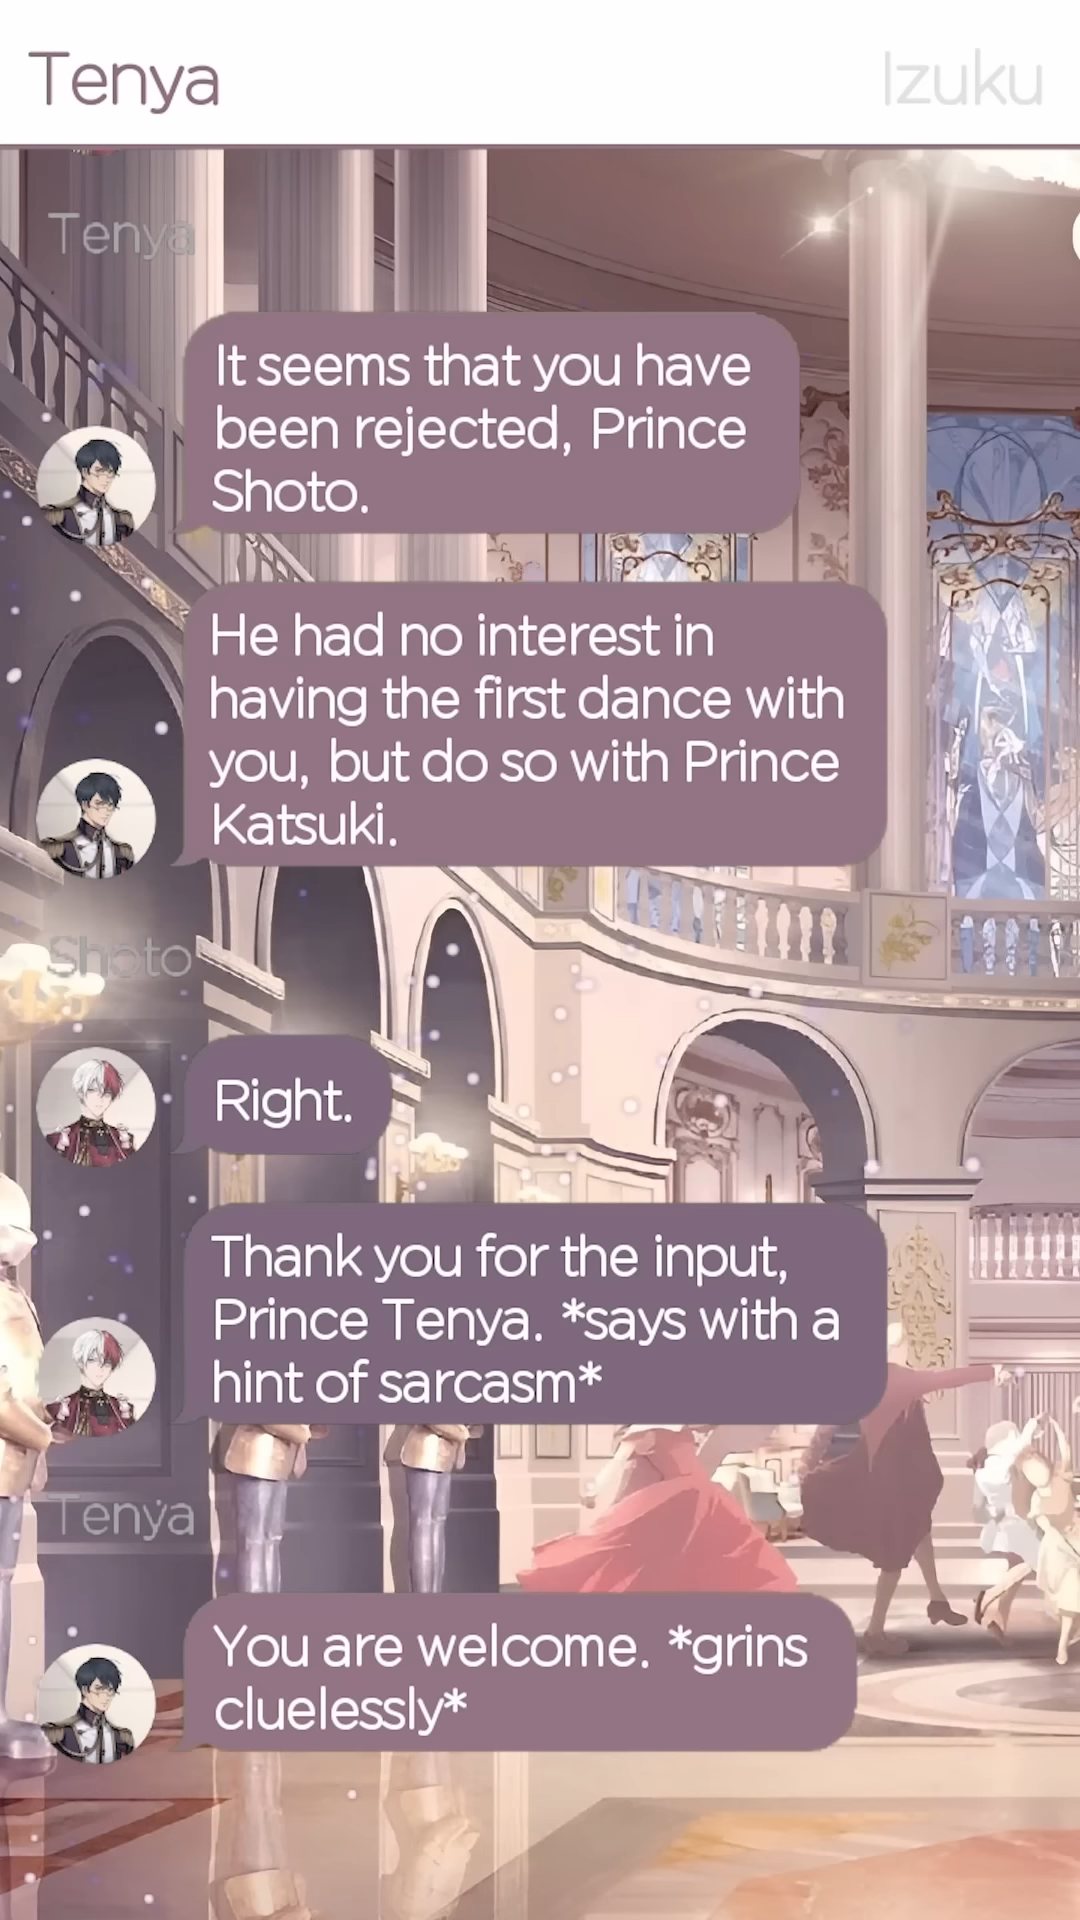 Tenya
Izuku
Tenya
It seems that you have
been rejected, Prince
Shoto.
He had no interest in
having the first dance with
you, but do so with Prince
Katsuki.
Shoto
Right.
Thank you for the input,
Prince Tenya. *says with a
hint of sarcasm*
Tenya
You are welcome. *grins
cluelessly*